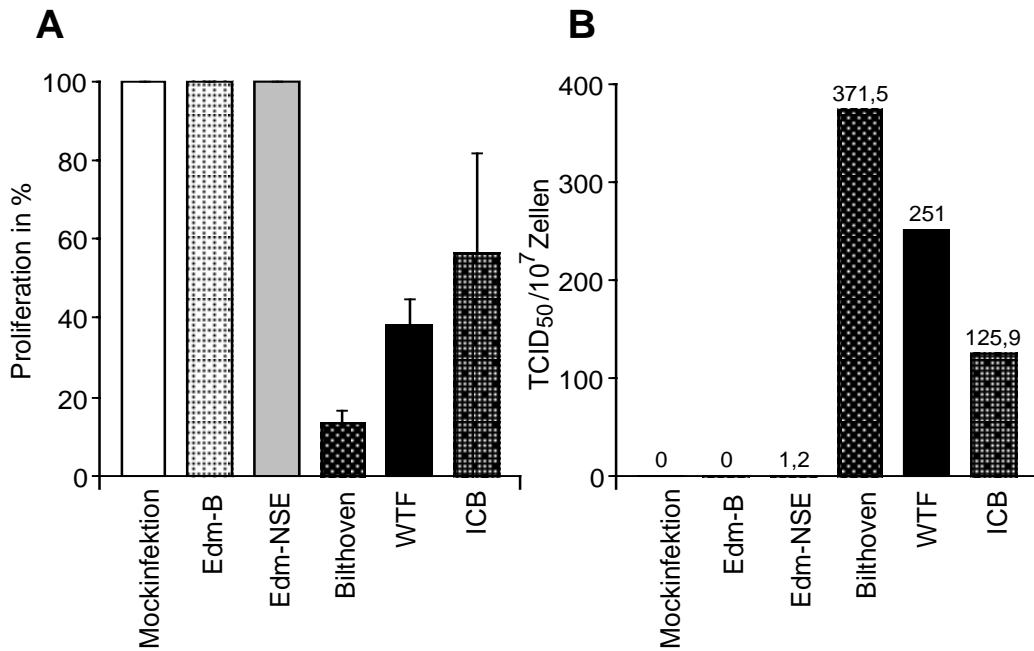 A
Proliferation in %
100
80
60
40
20
0
Mockinfektion
Edm-B
Edm-NSE
Bilthoven
WTF
ICB
B
TCID50/10^7 Zellen
400
300
200
100
0
0
0
1,2
371,5
251
125,9
Mockinfektion
Edm-B
Edm-NSE
Bilthoven
WTF
ICB